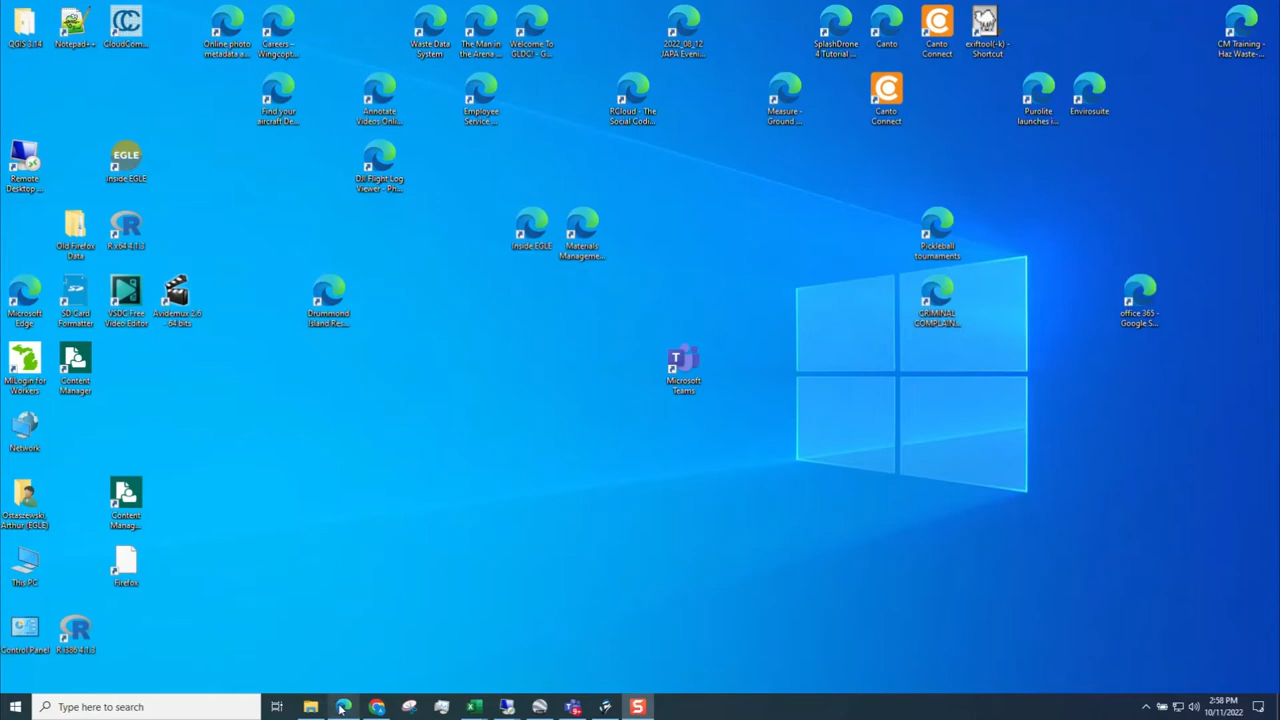 QGIS 3.14
Notepad++
CloudCom...
Online photo
metadata a...
Careers –
Wingcopt...
Waste Data
System
The Man in
the Arena ...
Welcome To
GLDC! - G...
2022_08_12
JAPA Eveni...
SplashDrone
4 Tutorial ...
Canto
Canto
Connect
exiftool(-k) -
Shortcut
CM Training -
Haz Waste-...
Find your
aircraft De...
Annotate
Videos Onli...
Employee
Service ...
RCloud - The
Social Codi...
Measure -
Ground ...
Canto
Connect
Purolite
launches i...
Envirosuite
Remote
Desktop ...
EGLE
Inside EGLE
DJI Flight Log
Viewer - Ph...
Old Firefox
Data
R x64 4.1.3
Inside EGLE
Materials
Manageme...
Pickleball
tournaments
Microsoft
Edge
SD Card
Formatter
VSDC Free
Video Editor
Avidemux 2.6
- 64 bits
Drummond
Island Res...
CRIMINAL
COMPLAIN...
office 365 -
Google S...
MiLogin for
Workers
Content
Manager
Microsoft
Teams
Network
Ostaszewski,
Arthur (EGLE)
Content
Manag...
This PC
Firefox
Control Panel
R i386 4.1.3
Type here to search
2:58 PM
10/11/2022